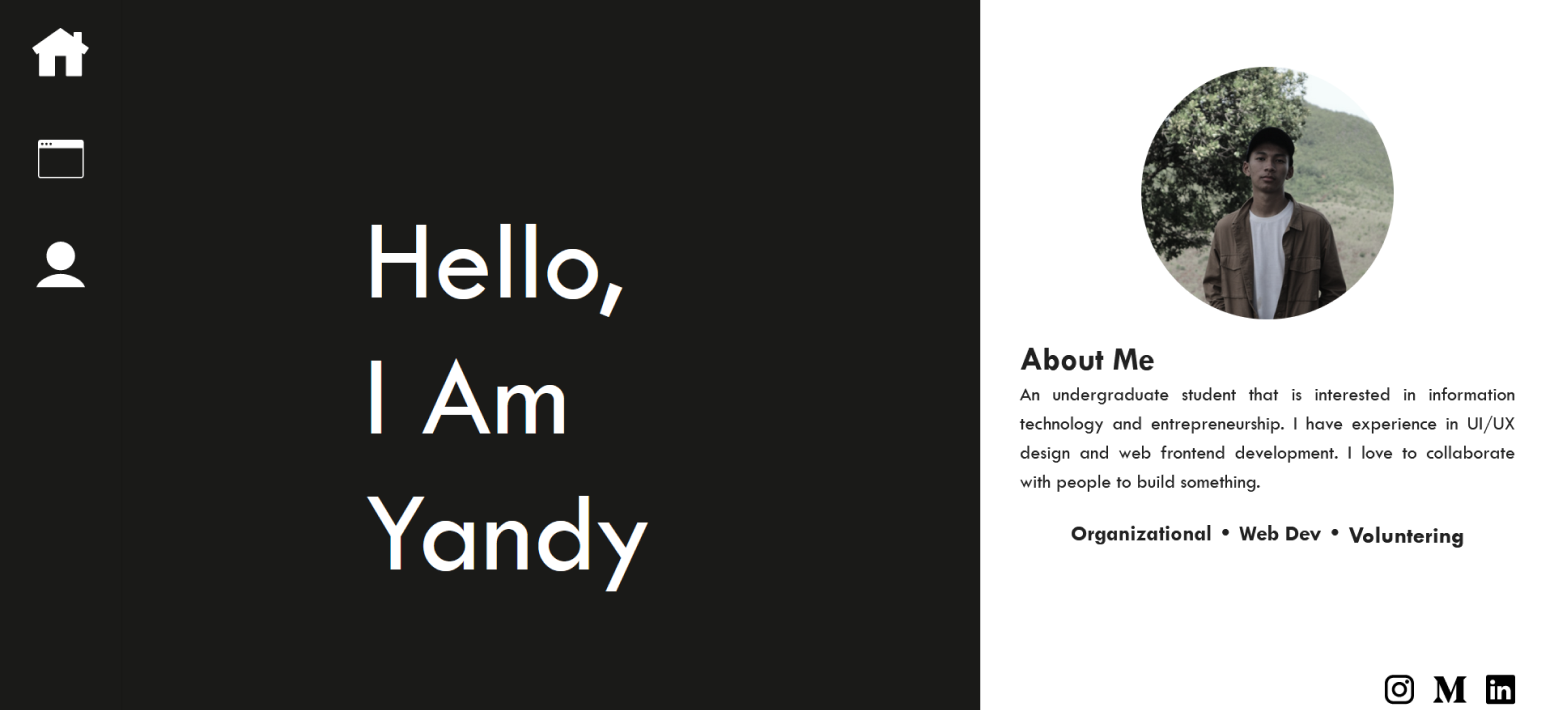 Hello,
I Am
Yandy
About Me
An undergraduate student that is interested in information
technology and entrepreneurship. I have experience in UI/UX
design and web frontend development. I love to collaborate
with people to build something.
Organizational • Web Dev • Voluntering